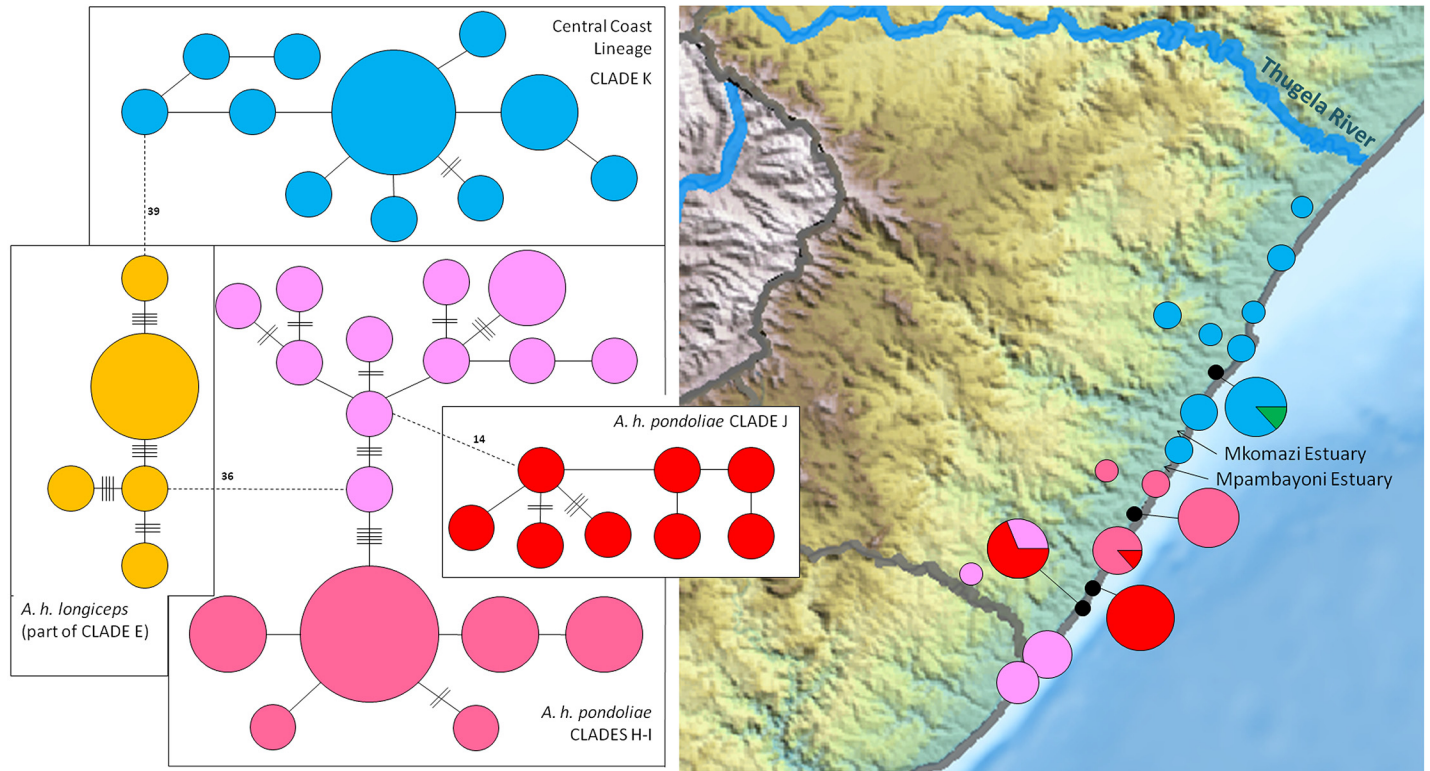 Central Coast
Lineage
CLADE K
39
36
A. h. longiceps
(part of CLADE E)
A. h. pondoliae CLADE J
14
A. h. pondoliae
CLADES H-I
Thugela River
Mkomazi Estuary
Mpambayoni Estuary